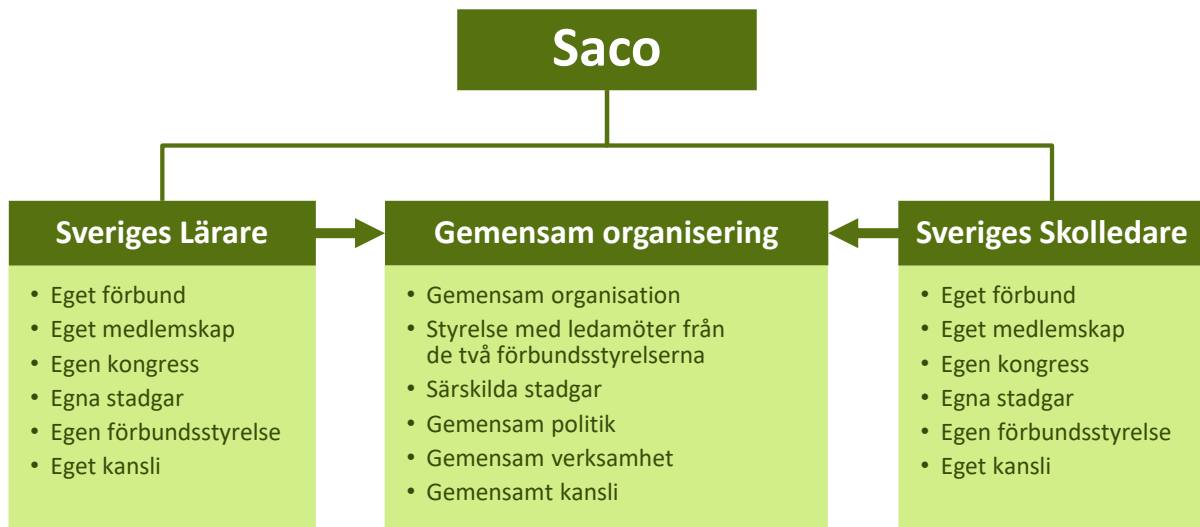 Saco
Sveriges Lärare
• Eget förbund
• Eget medlemskap
• Egen kongress
• Egna stadgar
• Egen förbundsstyrelse
• Eget kansli
Gemensam organisering
• Gemensam organisation
• Styrelse med ledamöter från
de två förbundsstyrelserna
• Särskilda stadgar
• Gemensam politik
• Gemensam verksamhet
• Gemensamt kansli
Sveriges Skolledare
• Eget förbund
• Eget medlemskap
• Egen kongress
• Egna stadgar
• Egen förbundsstyrelse
• Eget kansli